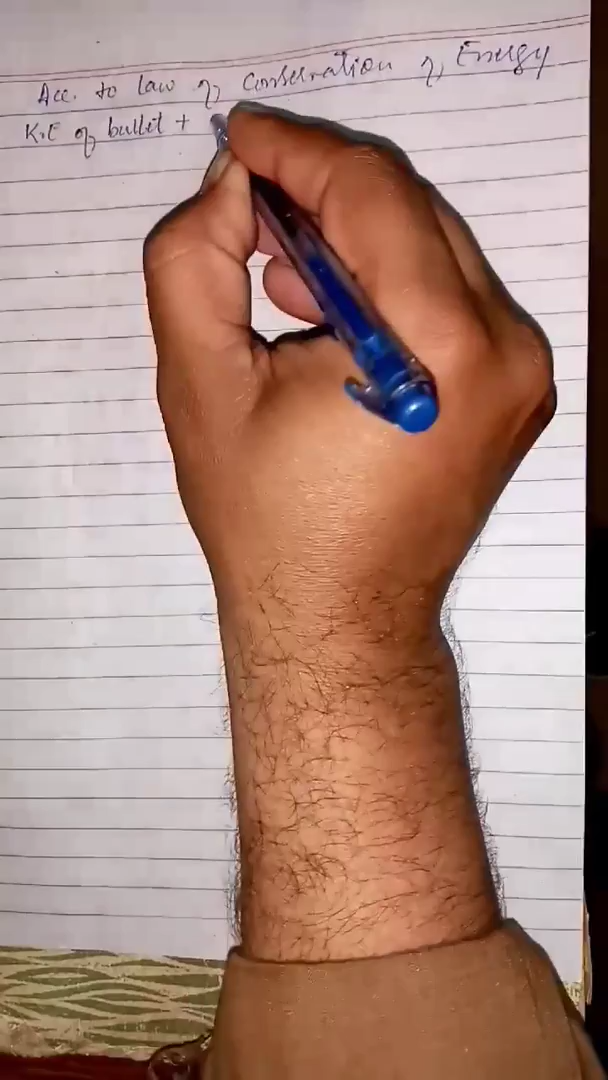 Acc. to law of Conservation of Energy
K.E of bullet +